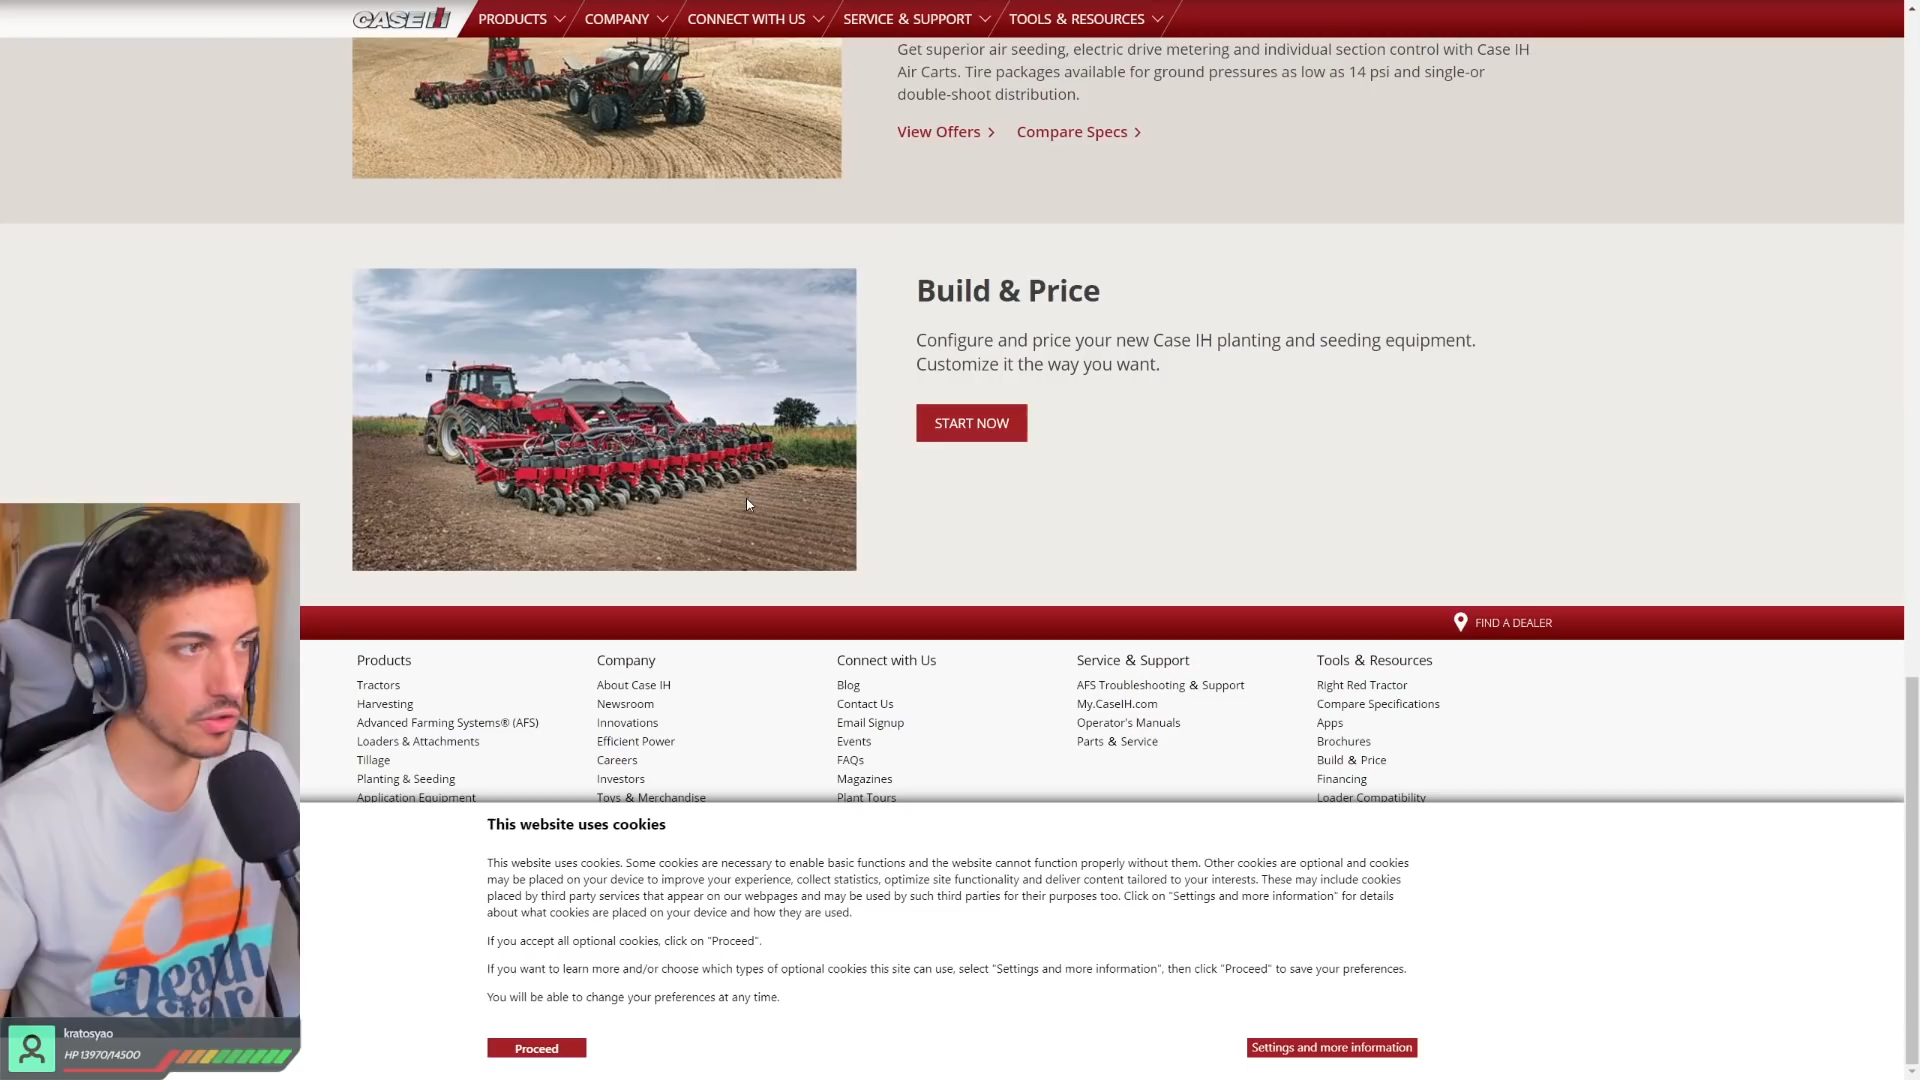 CASE IH
PRODUCTS
COMPANY
CONNECT WITH US
SERVICE & SUPPORT
TOOLS & RESOURCES
Get superior air seeding, electric drive metering and individual section control with Case IH
Air Carts. Tire packages available for ground pressures as low as 14 psi and single-or
double-shoot distribution.
View Offers
Compare Specs
Build & Price
Configure and price your new Case IH planting and seeding equipment.
Customize it the way you want.
START NOW
FIND A DEALER
Products
Tractors
Harvesting
Advanced Farming Systems® (AFS)
Loaders & Attachments
Tillage
Planting & Seeding
Application Equipment
Company
About Case IH
Newsroom
Innovations
Efficient Power
Careers
Investors
Toys & Merchandise
Connect with Us
Blog
Contact Us
Email Signup
Events
FAQs
Magazines
Plant Tours
Service & Support
AFS Troubleshooting & Support
My.CaseIH.com
Operator's Manuals
Parts & Service
Tools & Resources
Right Red Tractor
Compare Specifications
Apps
Brochures
Build & Price
Financing
Loader Compatibility
This website uses cookies
This website uses cookies. Some cookies are necessary to enable basic functions and the website cannot function properly without them. Other cookies are optional and cookies
may be placed on your device to improve your experience, collect statistics, optimize site functionality and deliver content tailored to your interests. These may include cookies
placed by third party services that appear on our webpages and may be used by such third parties for their purposes too. Click on "Settings and more information" for details
about what cookies are placed on your device and how they are used.
If you accept all optional cookies, click on "Proceed".
If you want to learn more and/or choose which types of optional cookies this site can use, select "Settings and more information", then click "Proceed" to save your preferences.
You will be able to change your preferences at any time.
Proceed
Settings and more information
Death
Star
kratosyao
HP 13970/14500